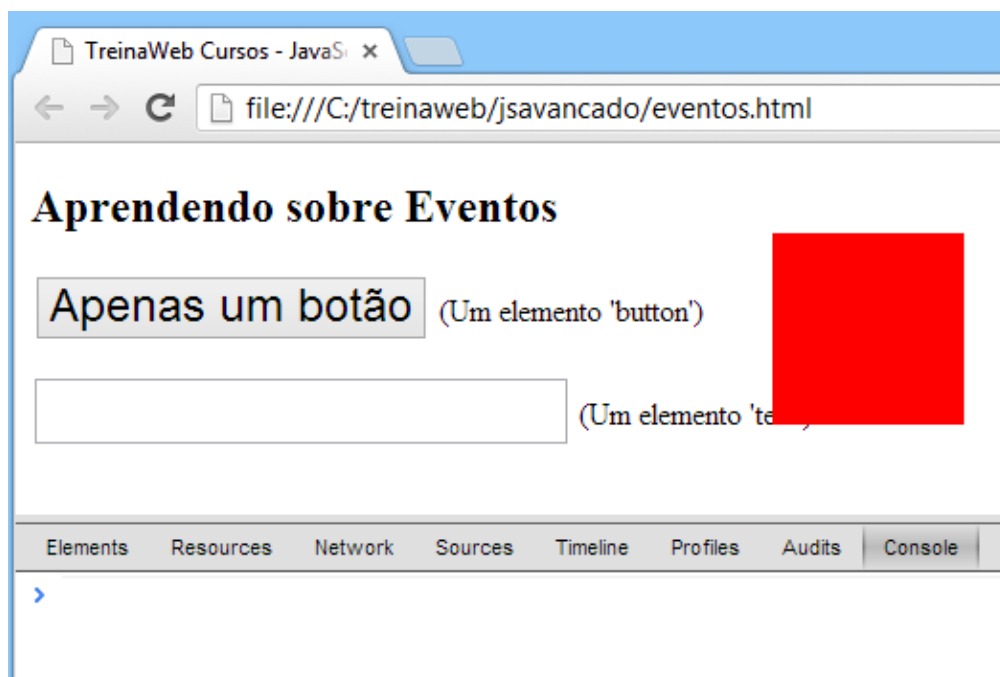 TreinaWeb Cursos - JavaS
file:///C:/treinaweb/jsavancado/eventos.html
Aprendendo sobre Eventos
Apenas um botão (Um elemento 'button')
(Um elemento
Elements Resources Network Sources Timeline Profiles Audits Console